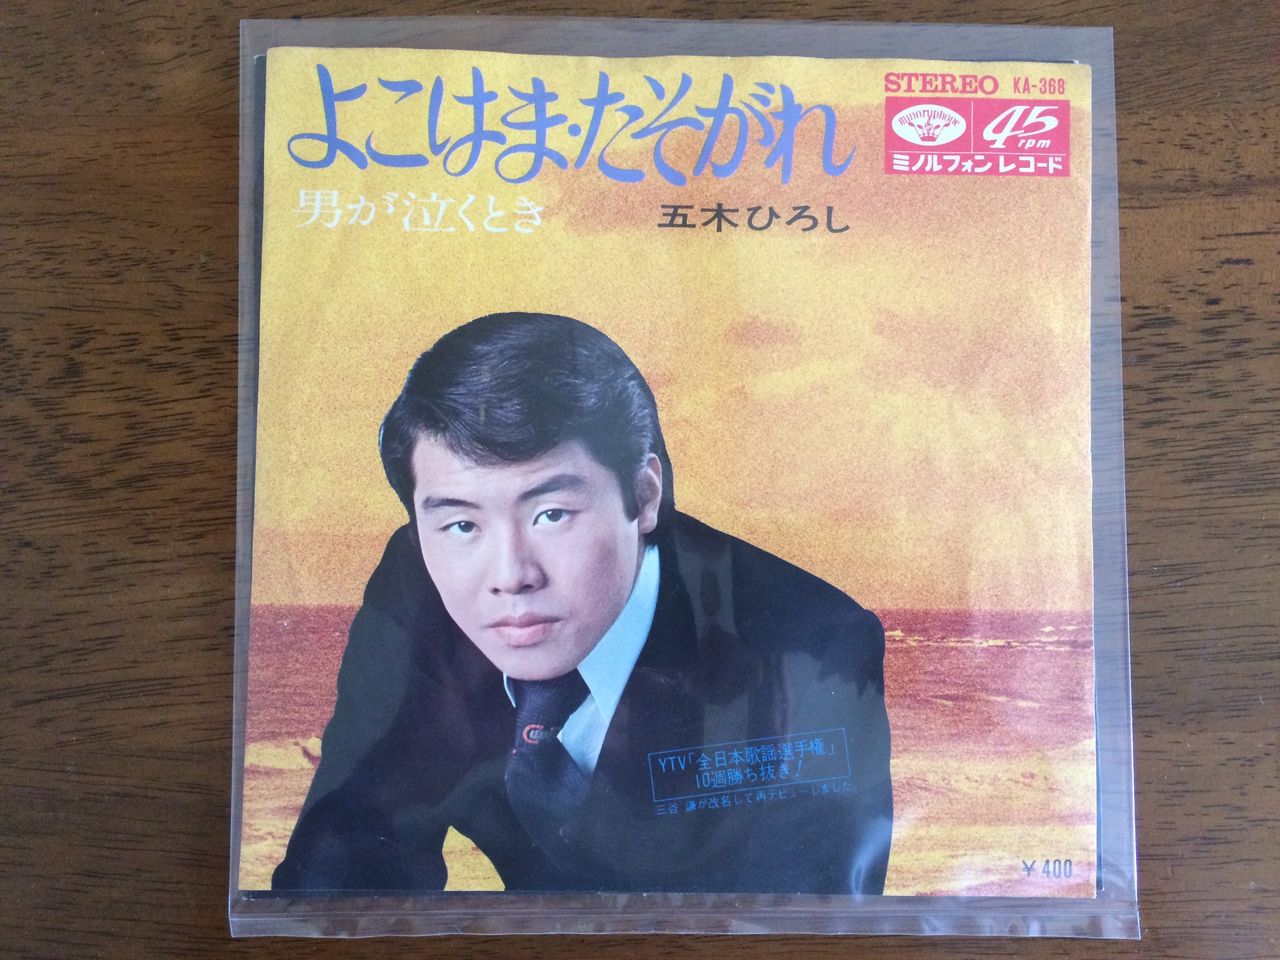 よこはま・たそがれ
男が泣くとき
五木ひろし
STEREO KA-368
minoruphone
45 rpm
ミノルフォン レコード
YTV「全日本歌謡選手権」
10週勝ち抜き!
三谷 謙が改名して再デビューしました。
¥400